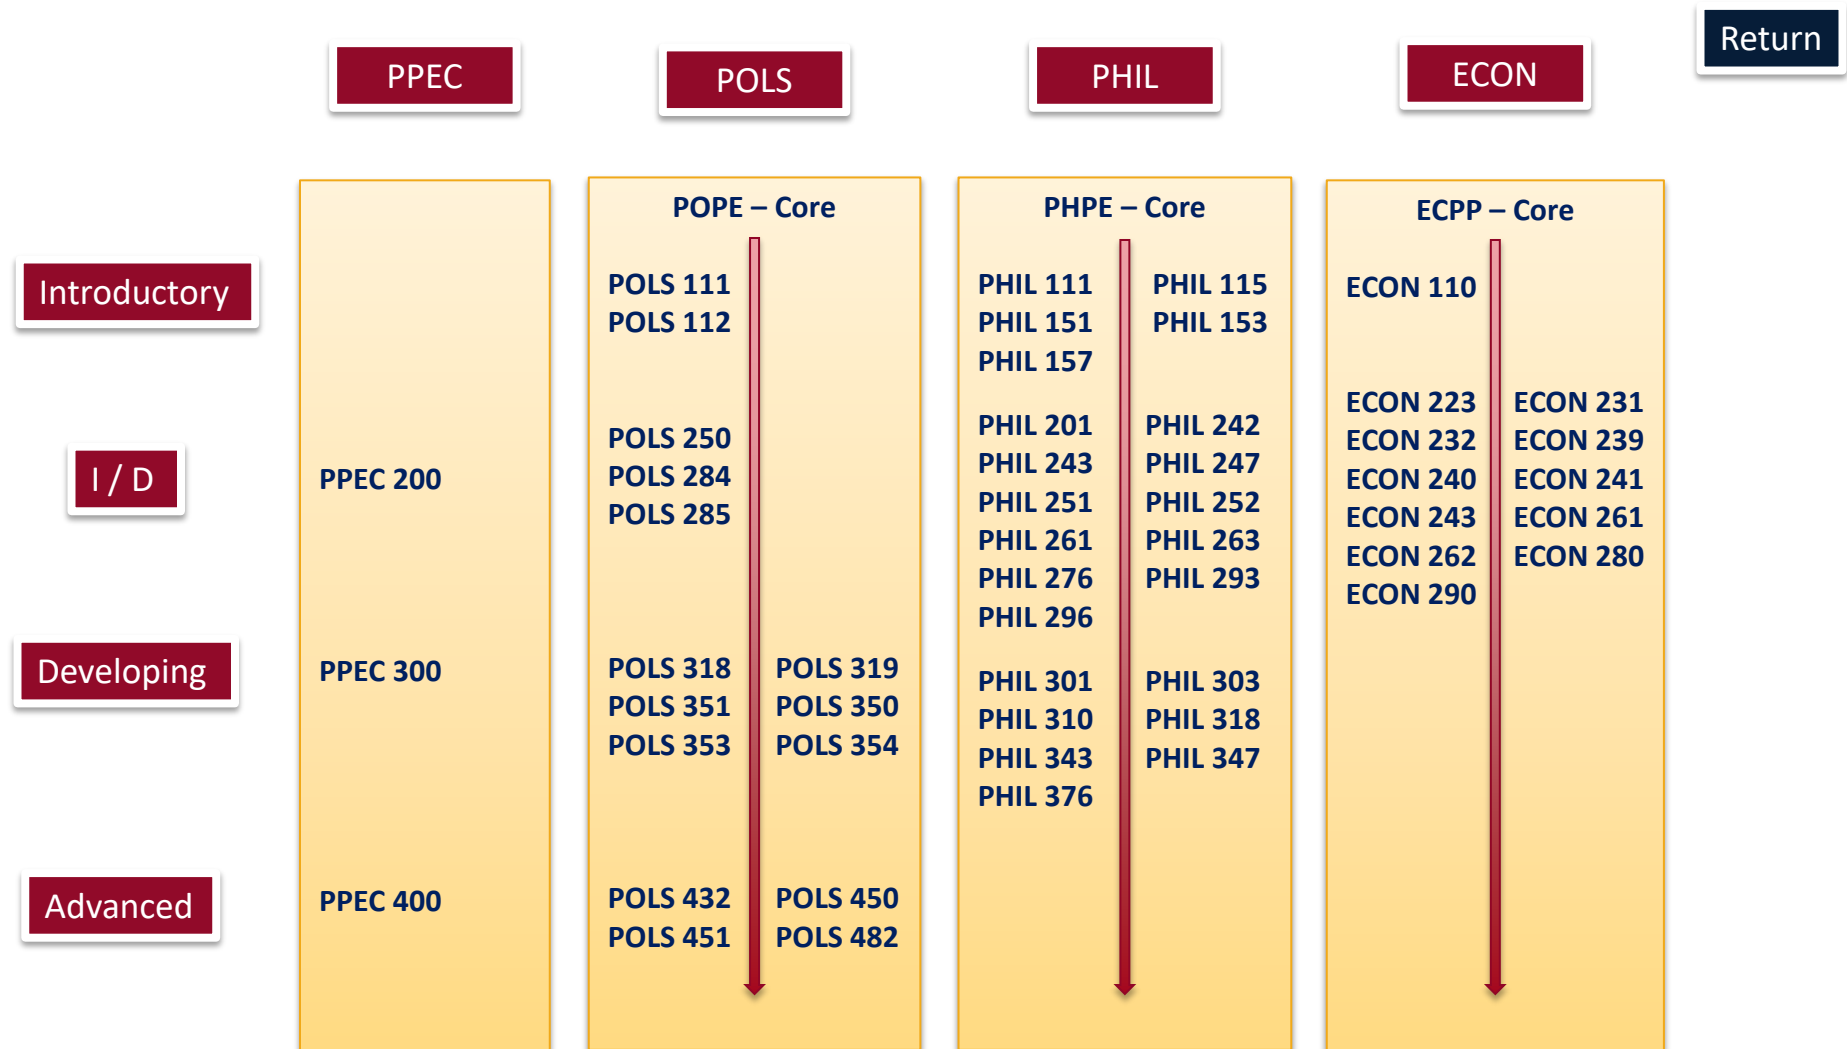 Return
PPEC POLS PHIL ECON
POPE – Core PHPE – Core ECPP – Core
Introductory
POLS 111
POLS 112
PHIL 111 PHIL 115
PHIL 151 PHIL 153
PHIL 157
ECON 110
I / D
PPEC 200
POLS 250
POLS 284
POLS 285
PHIL 201 PHIL 242
PHIL 243 PHIL 247
PHIL 251 PHIL 252
PHIL 261 PHIL 263
PHIL 276 PHIL 293
PHIL 296
ECON 223 ECON 231
ECON 232 ECON 239
ECON 240 ECON 241
ECON 243 ECON 261
ECON 262 ECON 280
ECON 290
Developing
PPEC 300
POLS 318 POLS 319
POLS 351 POLS 350
POLS 353 POLS 354
PHIL 301 PHIL 303
PHIL 310 PHIL 318
PHIL 343 PHIL 347
PHIL 376
Advanced
PPEC 400
POLS 432 POLS 450
POLS 451 POLS 482